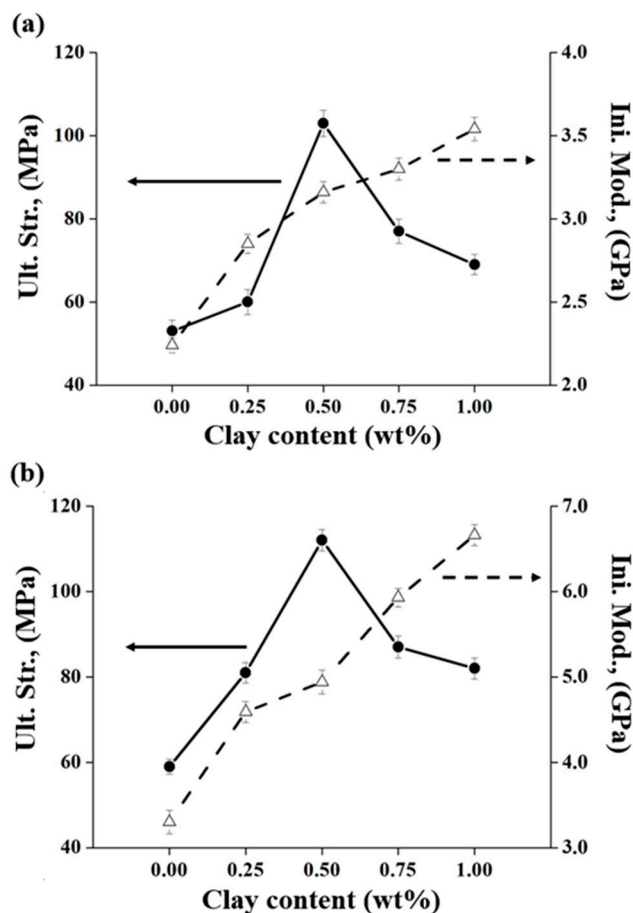 (a)
120
100
80
60
40
Ult. Str., (MPa)
4.0
3.5
3.0
2.5
2.0
Ini. Mod., (GPa)
0.00 0.25 0.50 0.75 1.00
Clay content (wt%)
(b)
120
100
80
60
40
Ult. Str., (MPa)
7.0
6.0
5.0
4.0
3.0
Ini. Mod., (GPa)
0.00 0.25 0.50 0.75 1.00
Clay content (wt%)